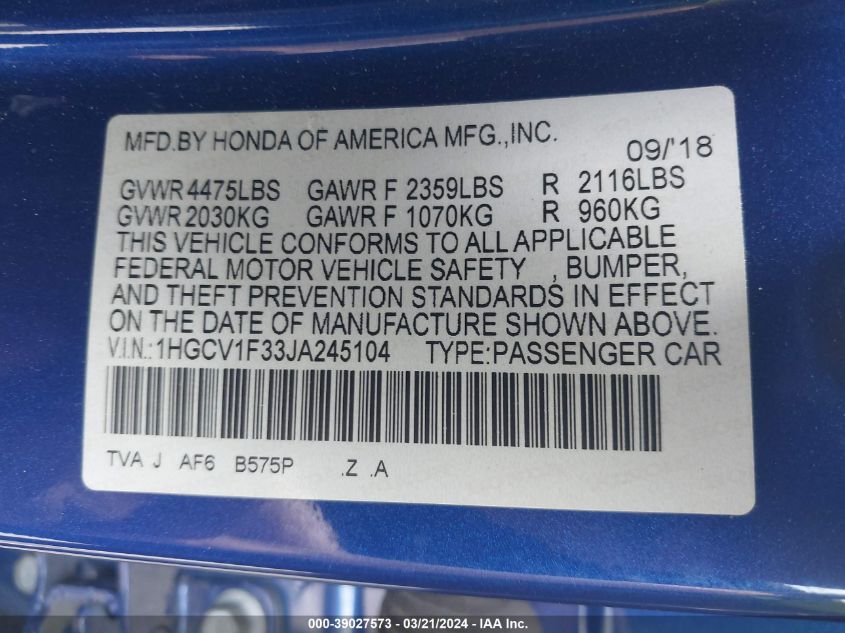 MFD.BY HONDA OF AMERICA MFG.,INC.
09/'18
GVWR 4475LBS GAWR F 2359LBS R 2116LBS
GVWR 2030KG GAWR F 1070KG R 960KG
THIS VEHICLE CONFORMS TO ALL APPLICABLE
FEDERAL MOTOR VEHICLE SAFETY , BUMPER,
AND THEFT PREVENTION STANDARDS IN EFFECT
ON THE DATE OF MANUFACTURE SHOWN ABOVE.
V.I.N.:1HGCV1F33JA245104 TYPE:PASSENGER CAR
TVA J AF6 B575P .Z .A
000-39027573 - 03/21/2024 - IAA Inc.